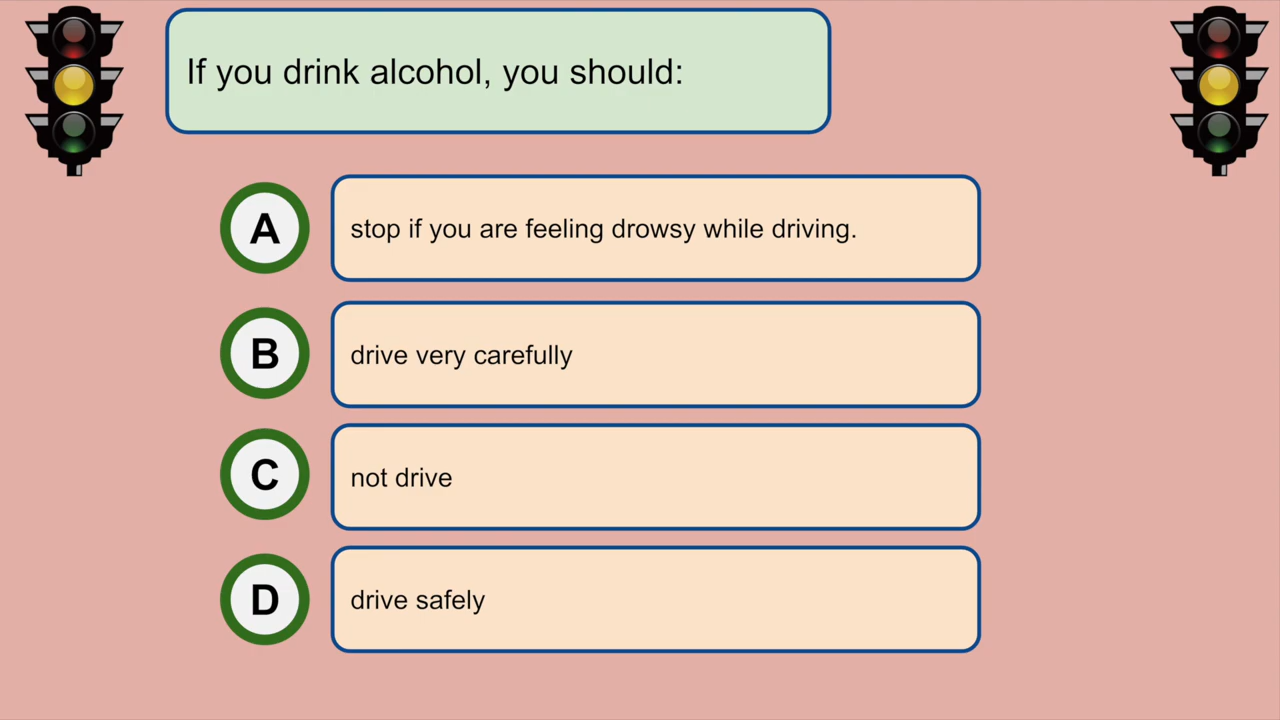 If you drink alcohol, you should:
A
stop if you are feeling drowsy while driving.
B
drive very carefully
C
not drive
D
drive safely